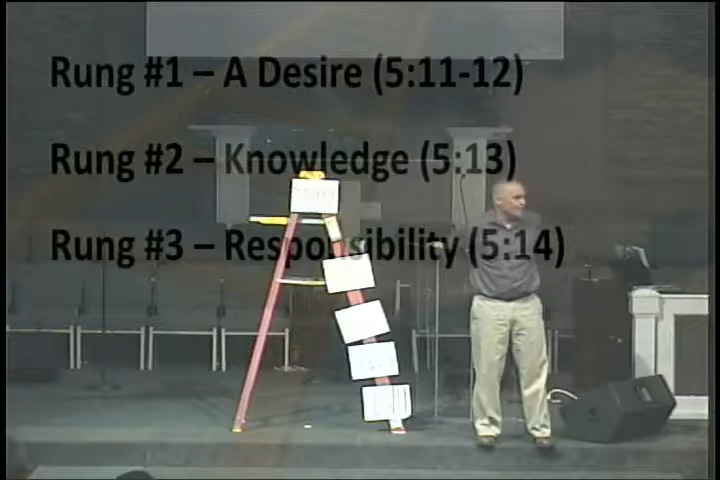 Rung #1 – A Desire (5:11-12)
Rung #2 – Knowledge (5:13)
Rung #3 – Responsibility (5:14)